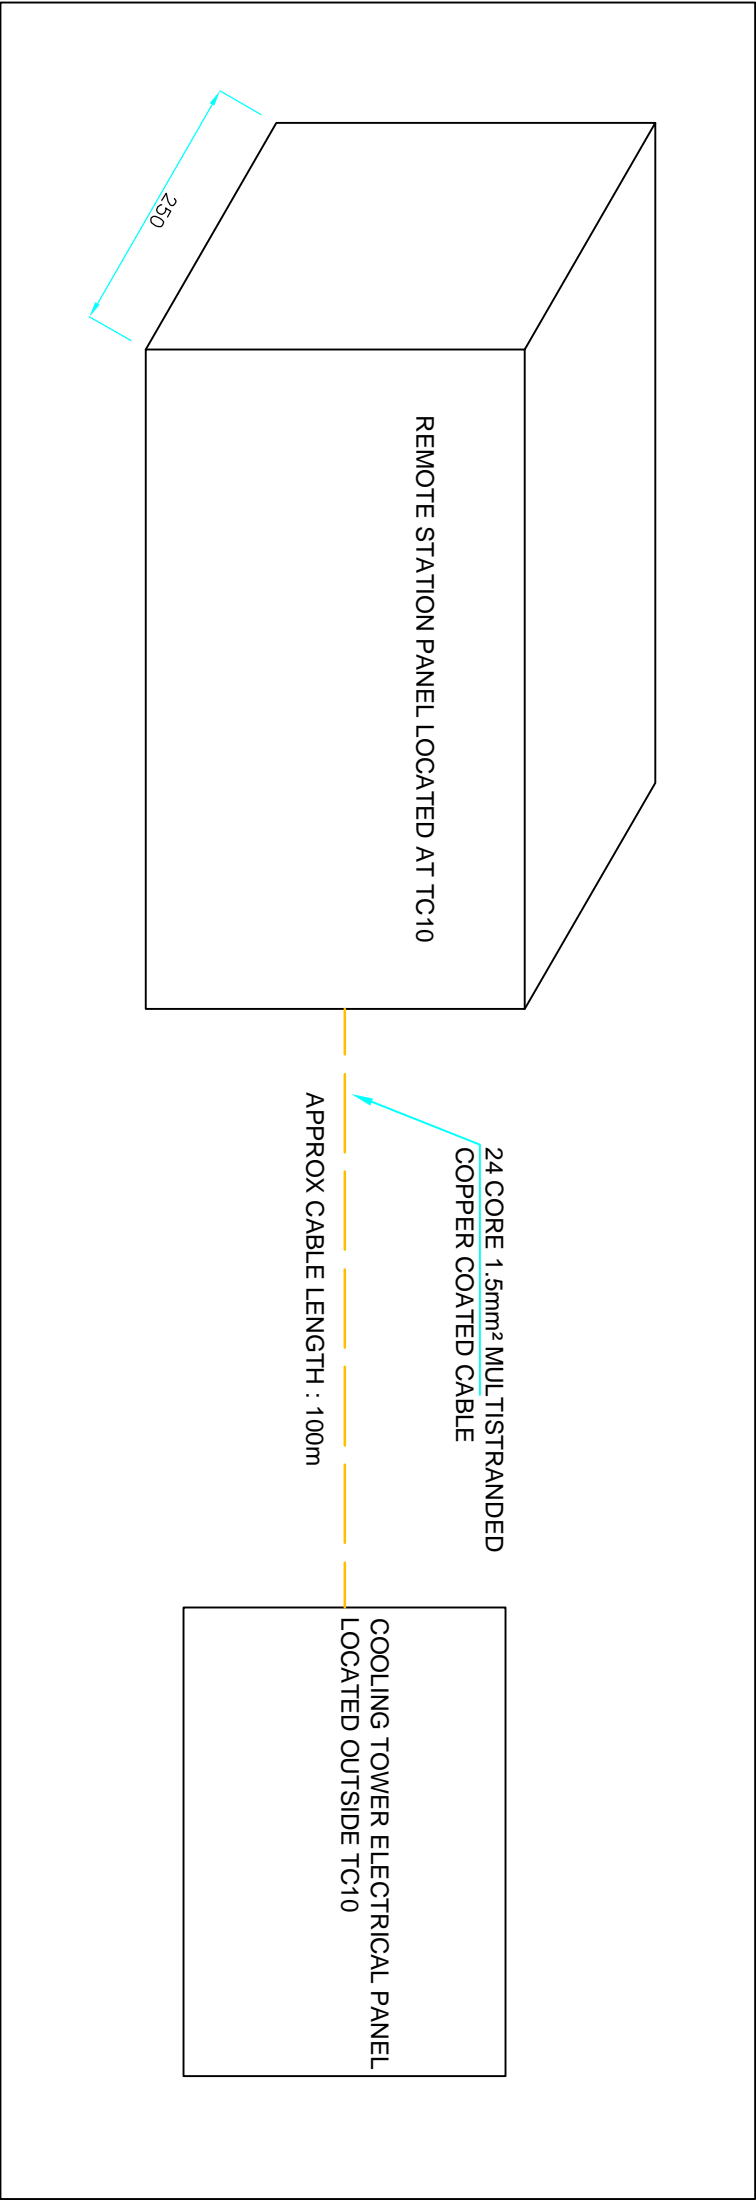 250
REMOTE STATION PANEL LOCATED AT TC10
24 CORE 1.5mm² MULTISTRANDED
COPPER COATED CABLE
APPROX CABLE LENGTH : 100m
COOLING TOWER ELECTRICAL PANEL
LOCATED OUTSIDE TC10